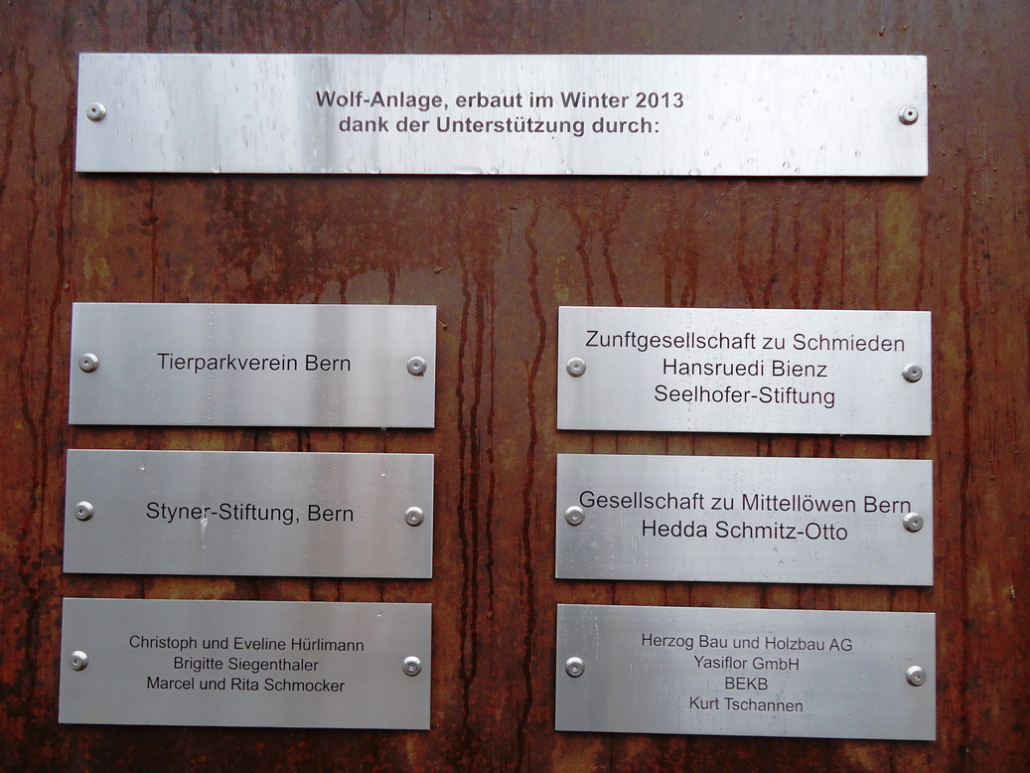 Wolf-Anlage, erbaut im Winter 2013
dank der Unterstützung durch:
Tierparkverein Bern
Styner-Stiftung, Bern
Christoph und Eveline Hürlimann
Brigitte Siegenthaler
Marcel und Rita Schmocker
Zunftgesellschaft zu Schmieden
Hansruedi Bienz
Seelhofer-Stiftung
Gesellschaft zu Mittellöwen Bern
Hedda Schmitz-Otto
Herzog Bau und Holzbau AG
Yasiflor GmbH
BEKB
Kurt Tschannen